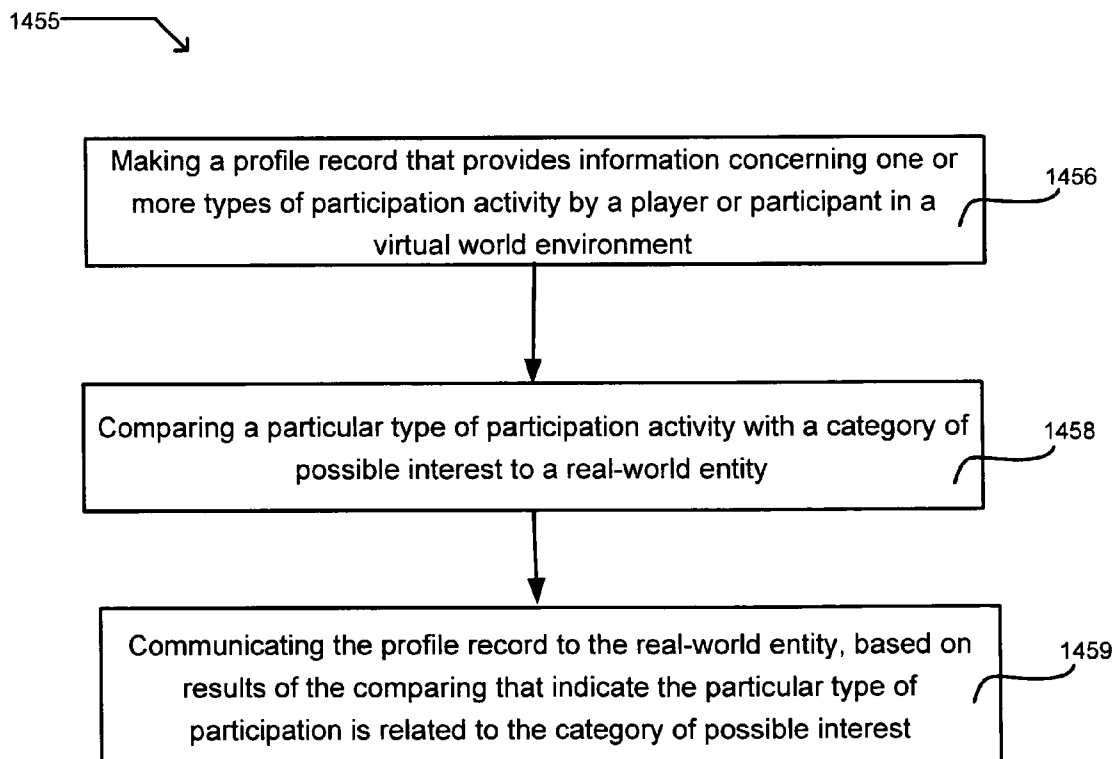 1455
Making a profile record that provides information concerning one or
more types of participation activity by a player or participant in a
virtual world environment
1456
Comparing a particular type of participation activity with a category of
possible interest to a real-world entity
1458
Communicating the profile record to the real-world entity, based on
results of the comparing that indicate the particular type of
participation is related to the category of possible interest
1459